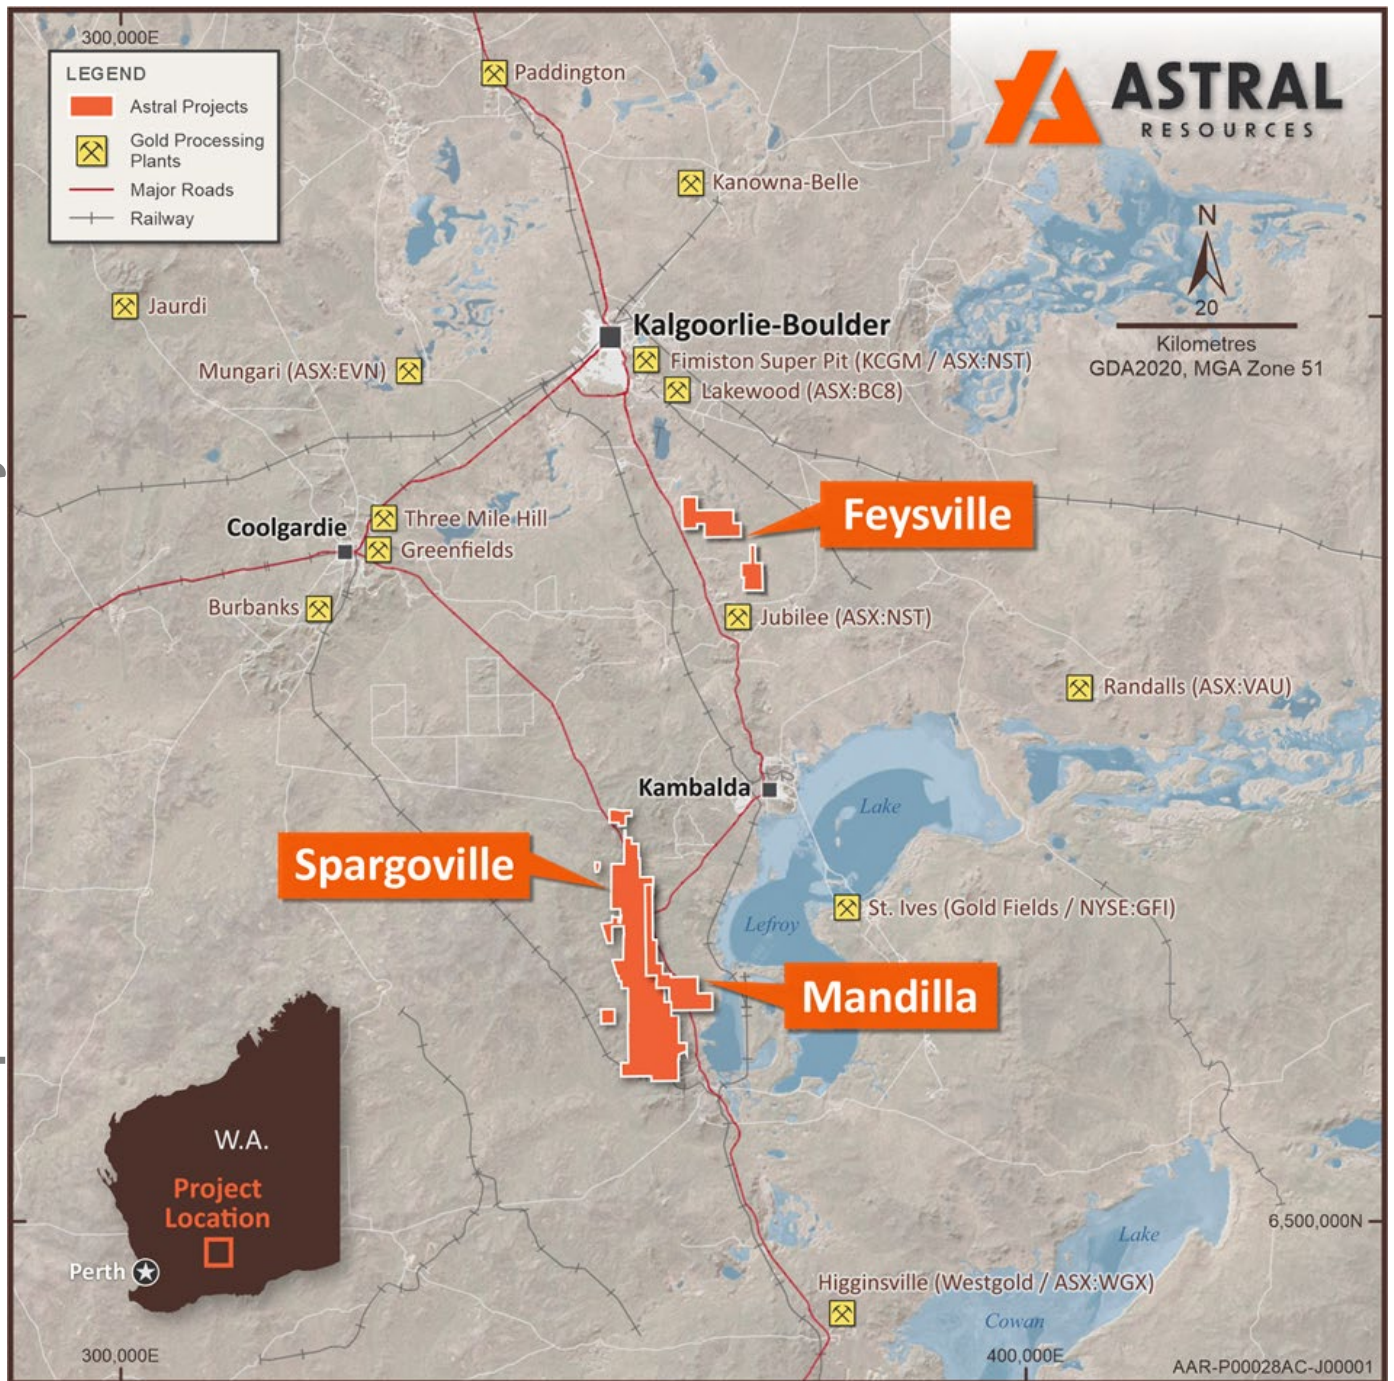 300,000E
LEGEND
Astral Projects
Gold Processing
Plants
Major Roads
Railway
ASTRAL
RESOURCES
Paddington
Kanowna-Belle
N
20
Kilometres
GDA2020, MGA Zone 51
Jaurdi
Kalgoorlie-Boulder
Fimiston Super Pit (KCGM / ASX:NST)
Mungari (ASX:EVN)
Lakewood (ASX:BC8)
Feysville
Coolgardie
Three Mile Hill
Greenfields
Burbanks
Jubilee (ASX:NST)
Randalls (ASX:VAU)
Kambalda
Lake
Lefroy
Spargoville
St. Ives (Gold Fields / NYSE:GFI)
Mandilla
W.A.
Project
Location
Perth
6,500,000N
Lake
Cowan
Higginsville (Westgold / ASX:WGX)
300,000E
400,000E
AAR-P00028AC-J00001